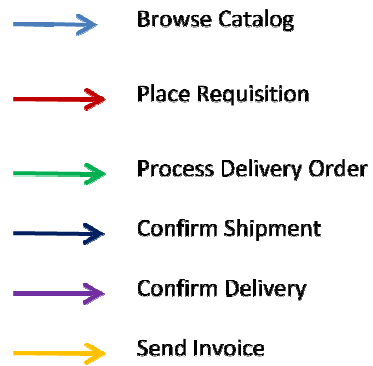 Browse Catalog
Place Requisition
Process Delivery Order
Confirm Shipment
Confirm Delivery
Send Invoice